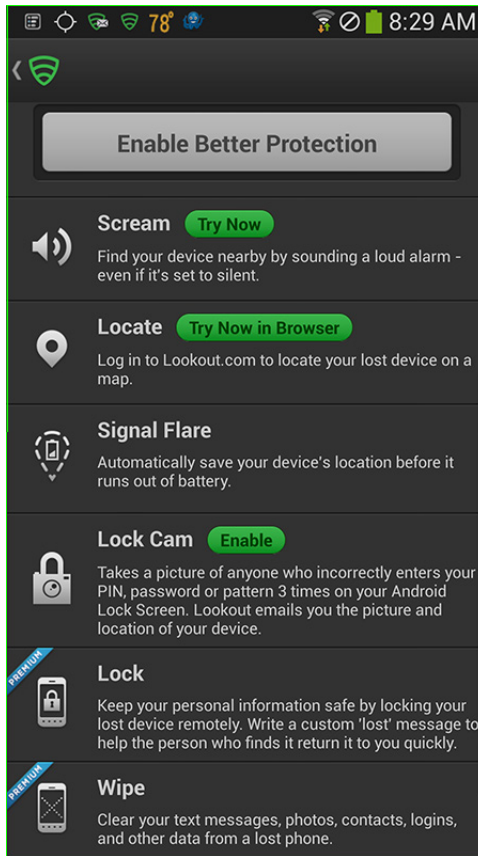 78° 8:29 AM
Enable Better Protection
Scream Try Now
Find your device nearby by sounding a loud alarm -
even if it's set to silent.
Locate Try Now in Browser
Log in to Lookout.com to locate your lost device on a
map.
Signal Flare
Automatically save your device's location before it
runs out of battery.
Lock Cam Enable
Takes a picture of anyone who incorrectly enters your
PIN, password or pattern 3 times on your Android
Lock Screen. Lookout emails you the picture and
location of your device.
PREMIUM
Lock
Keep your personal information safe by locking your
lost device remotely. Write a custom 'lost' message to
help the person who finds it return it to you quickly.
PREMIUM
Wipe
Clear your text messages, photos, contacts, logins,
and other data from a lost phone.